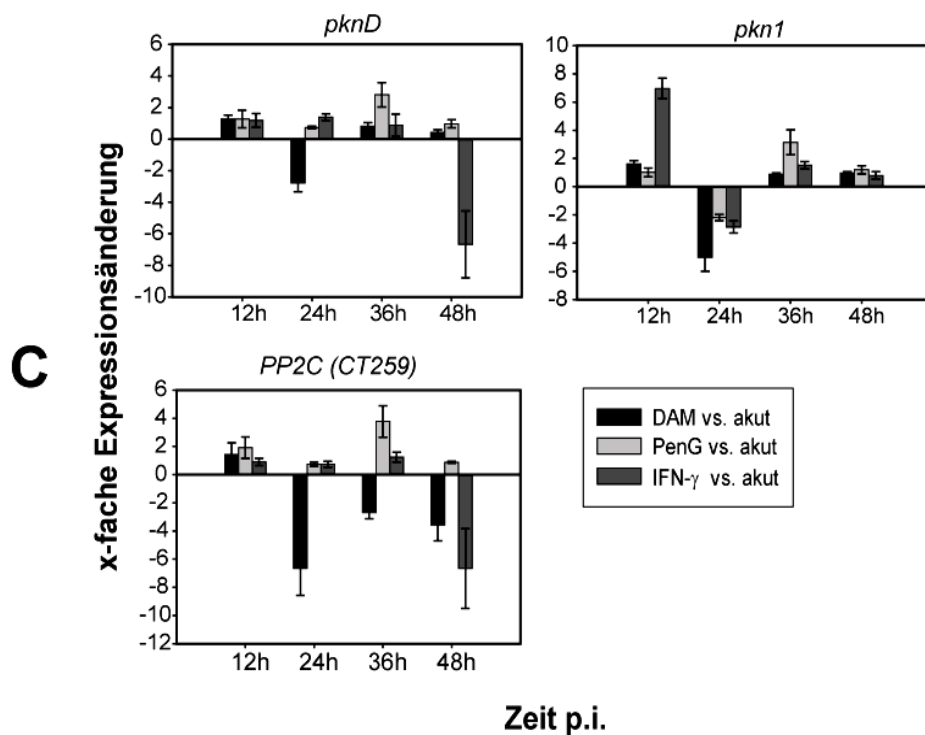 pknD
6
4
2
0
-2
-4
-6
-8
-10
12h 24h 36h 48h
pkn1
10
8
6
4
2
0
-2
-4
-6
-8
12h 24h 36h 48h
x-fache Expressionsänderung
C
PP2C (CT259)
6
4
2
0
-2
-4
-6
-8
-10
-12
12h 24h 36h 48h
DAM vs. akut
PenG vs. akut
IFN-γ vs. akut
Zeit p.i.